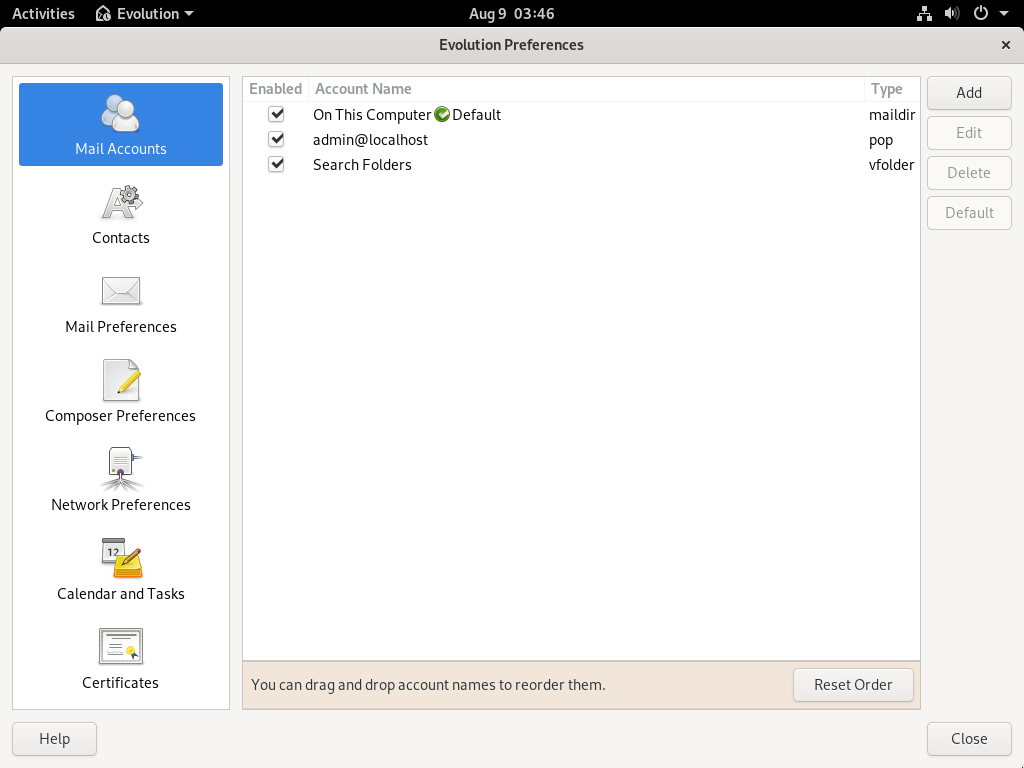 Activities Evolution Aug 9 03:46
Evolution Preferences
Mail Accounts
Contacts
Mail Preferences
Composer Preferences
Network Preferences
12
Calendar and Tasks
Certificates
Enabled Account Name Type
On This Computer Default maildir
admin@localhost pop
Search Folders vfolder
You can drag and drop account names to reorder them.
Reset Order
Add
Edit
Delete
Default
Help
Close